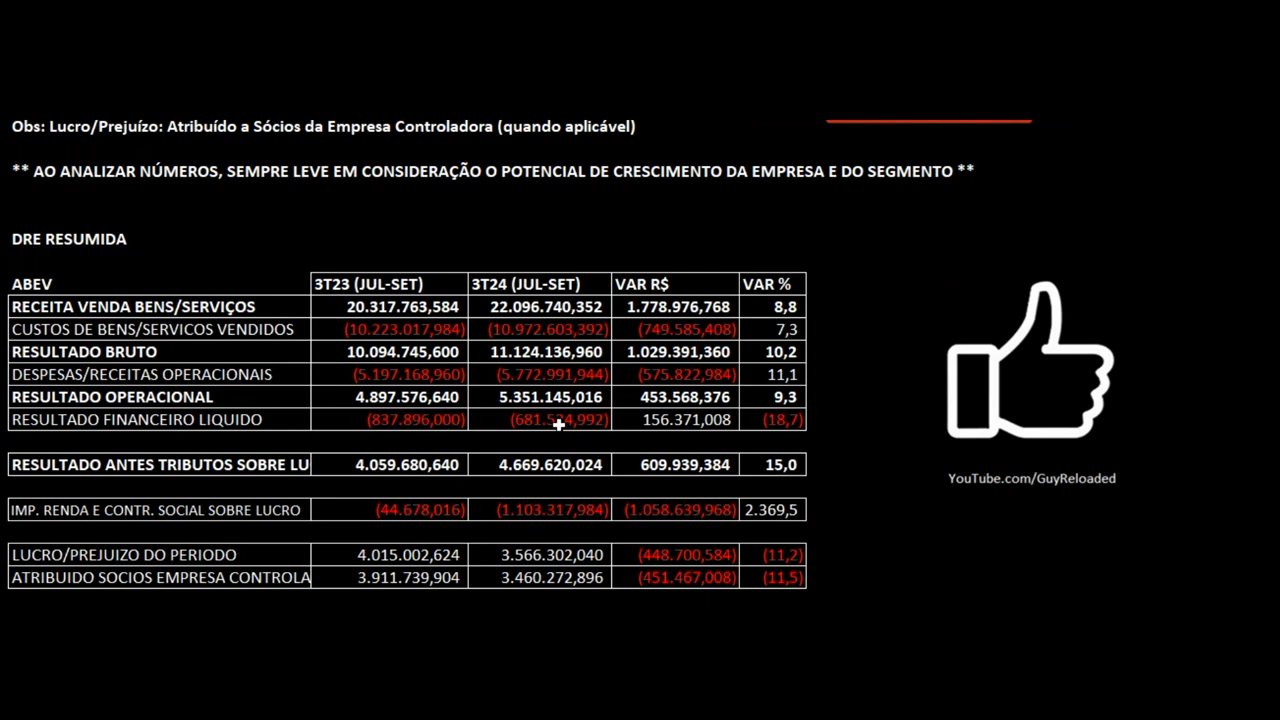 Obs: Lucro/Prejuízo: Atribuído a Sócios da Empresa Controladora (quando aplicável)
** AO ANALIZAR NÚMEROS, SEMPRE LEVE EM CONSIDERAÇÃO O POTENCIAL DE CRESCIMENTO DA EMPRESA E DO SEGMENTO **
DRE RESUMIDA
ABEV 3T23 (JUL-SET) 3T24 (JUL-SET) VAR R$ VAR %
RECEITA VENDA BENS/SERVIÇOS 20.317.763,584 22.096.740,352 1.778.976,768 8,8
CUSTOS DE BENS/SERVICOS VENDIDOS (10.223.017,984) (10.972.603,392) (749.585,408) 7,3
RESULTADO BRUTO 10.094.745,600 11.124.136,960 1.029.391,360 10,2
DESPESAS/RECEITAS OPERACIONAIS (5.197.168,960) (5.772.991,944) (575.822,984) 11,1
RESULTADO OPERACIONAL 4.897.576,640 5.351.145,016 453.568,376 9,3
RESULTADO FINANCEIRO LIQUIDO (837.896,000) 156.371,008 (18,7)
RESULTADO ANTES TRIBUTOS SOBRE LU 4.059.680,640 4.669.620,024 609.939,384 15,0
IMP. RENDA E CONTR. SOCIAL SOBRE LUCRO (44.678,016) (1.103.317,984) (1.058.639,968) 2.369,5
LUCRO/PREJUIZO DO PERIODO 4.015.002,624 3.566.302,040 (448.700,584) (11,2)
ATRIBUIDO SOCIOS EMPRESA CONTROLA 3.911.739,904 3.460.272,896 (451.467,008) (11,5)
YouTube.com/GuyReloaded